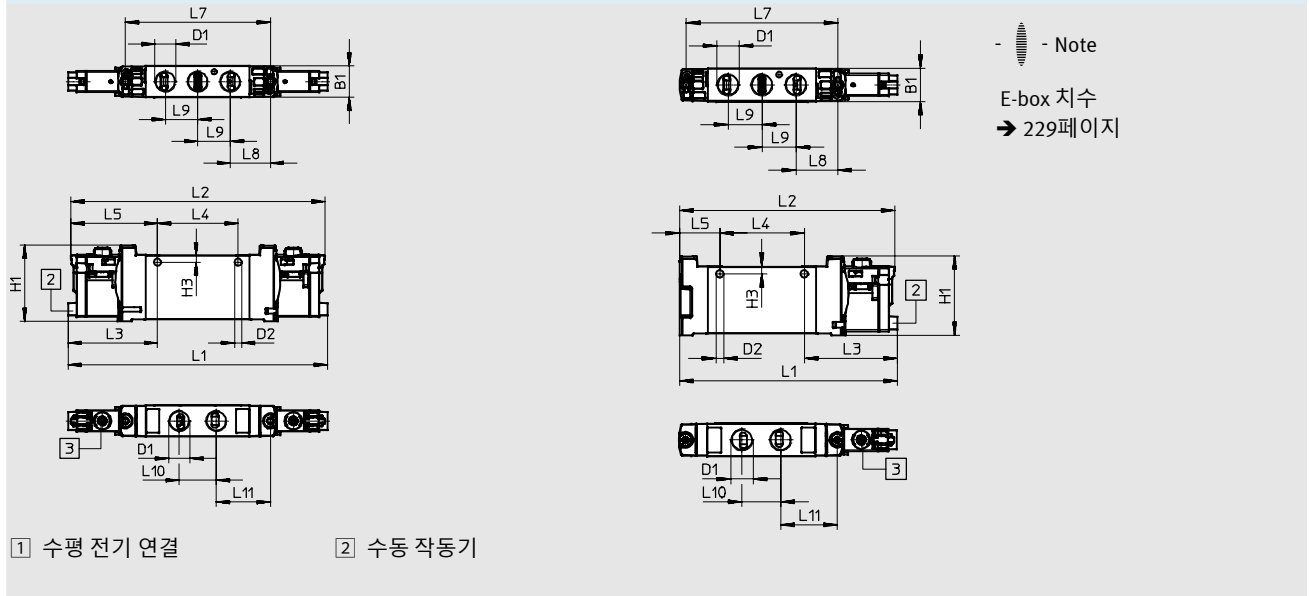 L7
D1
B1
L9
L9
L8
L2
L5
L4
H1
H3
2
D2
L3
L1
3
D1
L10
L11
L7
D1
B1
L9
L9
L8
L2
L5
L4
H3
2
H1
D2
L3
L1
D1
3
L10
L11
- - Note
E-box 치수
➔ 229페이지
1 수평 전기 연결
2 수동 작동기